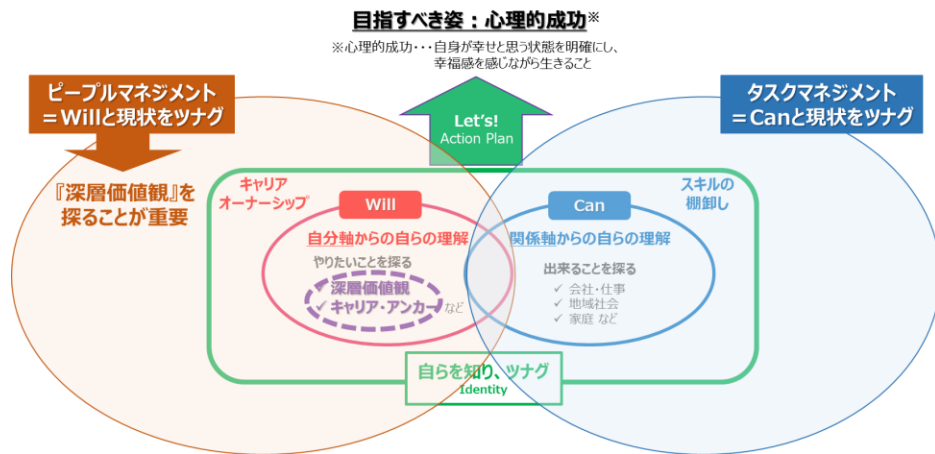 目指すべき姿：心理的成功※
※心理的成功･･･自身が幸せと思う状態を明確にし、
幸福感を感じながら生きること
ピープルマネジメント
＝Willと現状をツナグ
タスクマネジメント
＝Canと現状をツナグ
Let's!
Action Plan
『深層価値観』を
探ることが重要
キャリア
オーナーシップ
スキルの
棚卸し
Will
Can
自分軸からの自らの理解
関係軸からの自らの理解
やりたいことを探る
✓ 深層価値観
✓ キャリア・アンカー など
出来ることを探る
✓ 会社・仕事
✓ 地域社会
✓ 家庭 など
自らを知り、ツナグ
Identity